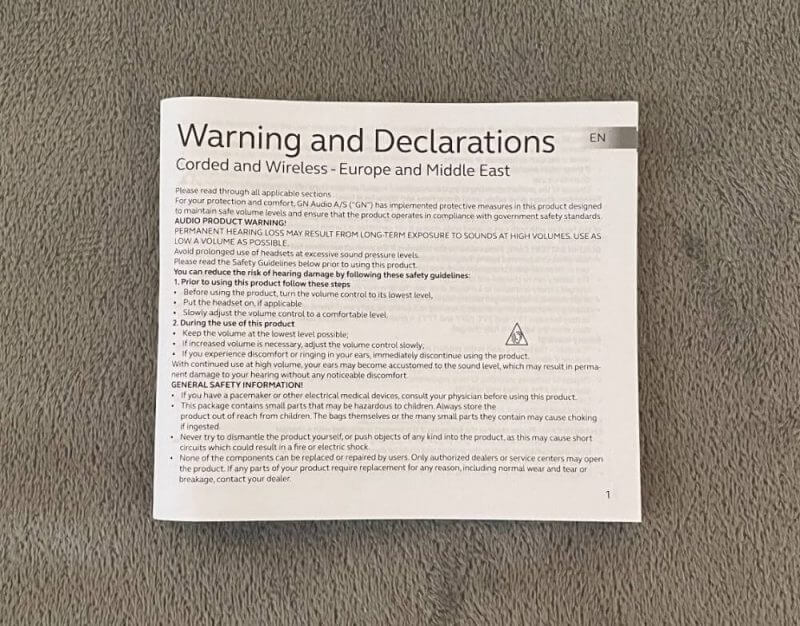 Warning and Declarations
EN
Corded and Wireless - Europe and Middle East
Please read through all applicable sections
For your protection and comfort, GN Audio A/S ("GN") has implemented protective measures in this product designed
to maintain safe volume levels and ensure that the product operates in compliance with government safety standards.
AUDIO PRODUCT WARNING!
PERMANENT HEARING LOSS MAY RESULT FROM LONG-TERM EXPOSURE TO SOUNDS AT HIGH VOLUMES. USE AS
LOW A VOLUME AS POSSIBLE.
Avoid prolonged use of headsets at excessive sound pressure levels.
Please read the Safety Guidelines below prior to using this product.
You can reduce the risk of hearing damage by following these safety guidelines:
1. Prior to using this product follow these steps
• Before using the product, turn the volume control to its lowest level,
• Put the headset on, if applicable
• Slowly adjust the volume control to a comfortable level.
2. During the use of this product
• Keep the volume at the lowest level possible;
• If increased volume is necessary, adjust the volume control slowly;
• If you experience discomfort or ringing in your ears, immediately discontinue using the product.
With continued use at high volume, your ears may become accustomed to the sound level, which may result in perma-
nent damage to your hearing without any noticeable discomfort.
GENERAL SAFETY INFORMATION!
• If you have a pacemaker or other electrical medical devices, consult your physician before using this product.
• This package contains small parts that may be hazardous to children. Always store the
product out of reach from children. The bags themselves or the many small parts they contain may cause choking
if ingested.
• Never try to dismantle the product yourself, or push objects of any kind into the product, as this may cause short
circuits which could result in a fire or electric shock.
• None of the components can be replaced or repaired by users. Only authorized dealers or service centers may open
the product. If any parts of your product require replacement for any reason, including normal wear and tear or
breakage, contact your dealer.
1